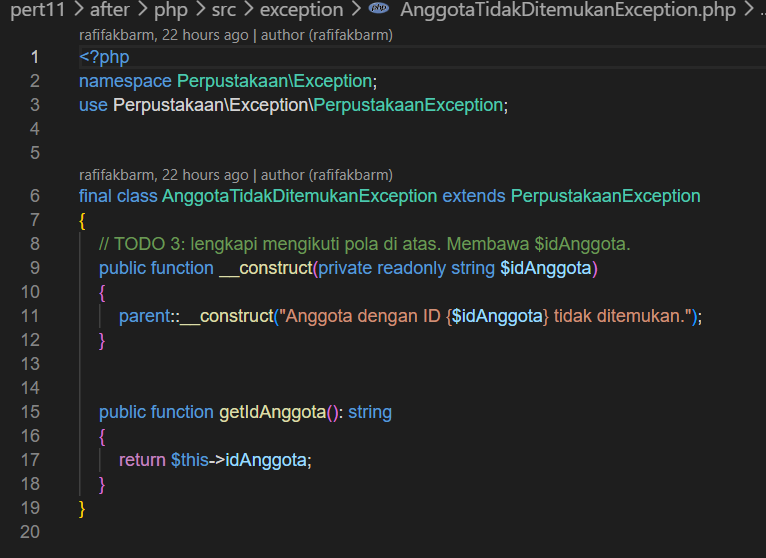 pert11 > after > php > src > exception > php AnggotaTidakDitemukanException.php > ..
rafifakbarm, 22 hours ago | author (rafifakbarm)
1 <?php
2 namespace Perpustakaan\Exception;
3 use Perpustakaan\Exception\PerpustakaanException;
4
5
rafifakbarm, 22 hours ago | author (rafifakbarm)
6 final class AnggotaTidakDitemukanException extends PerpustakaanException
7 {
8 // TODO 3: lengkapi mengikuti pola di atas. Membawa $idAnggota.
9 public function __construct(private readonly string $idAnggota)
10 {
11 parent::__construct("Anggota dengan ID {$idAnggota} tidak ditemukan.");
12 }
13
14
15 public function getIdAnggota(): string
16 {
17 return $this->idAnggota;
18 }
19 }
20